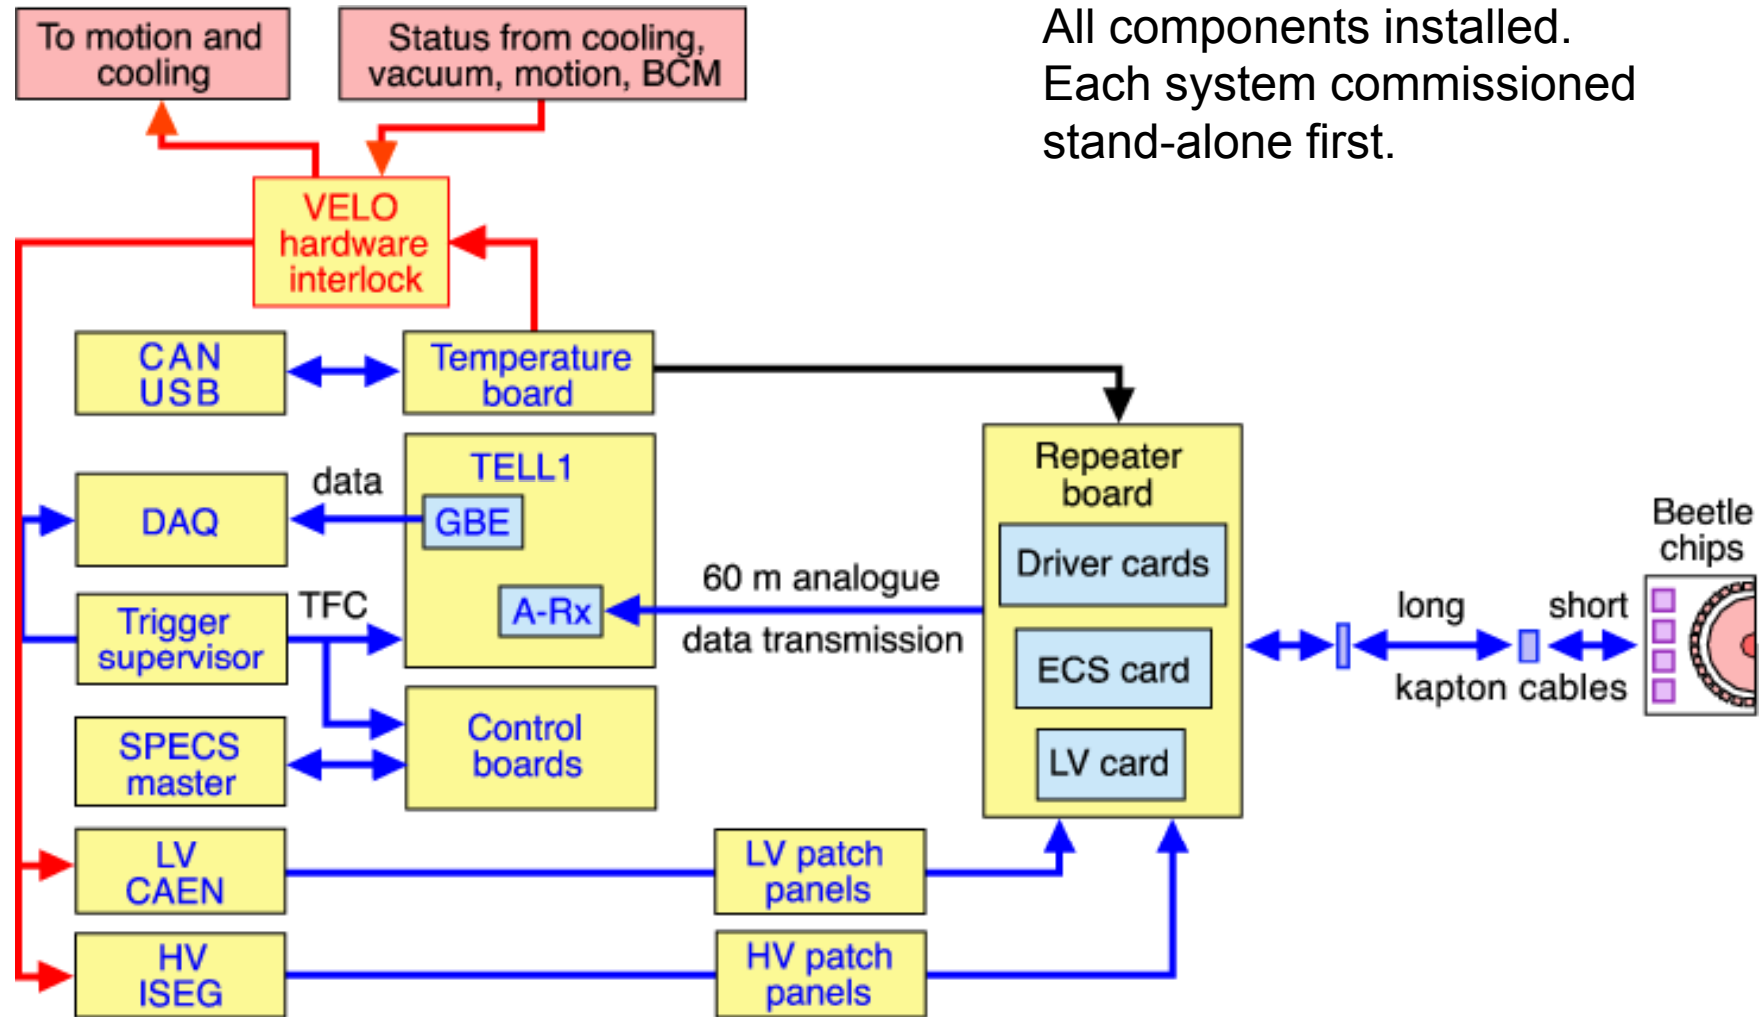 To motion and
cooling
Status from cooling,
vacuum, motion, BCM
All components installed.
Each system commissioned
stand-alone first.
VELO
hardware
interlock
CAN
USB
Temperature
board
TELL1
data
DAQ
GBE
Repeater
board
Driver cards
Beetle
chips
60 m analogue
data transmission
A-Rx
TFC
Trigger
supervisor
long
short
kapton cables
ECS card
Control
boards
SPECS
master
LV card
LV
CAEN
LV patch
panels
HV
ISEG
HV patch
panels